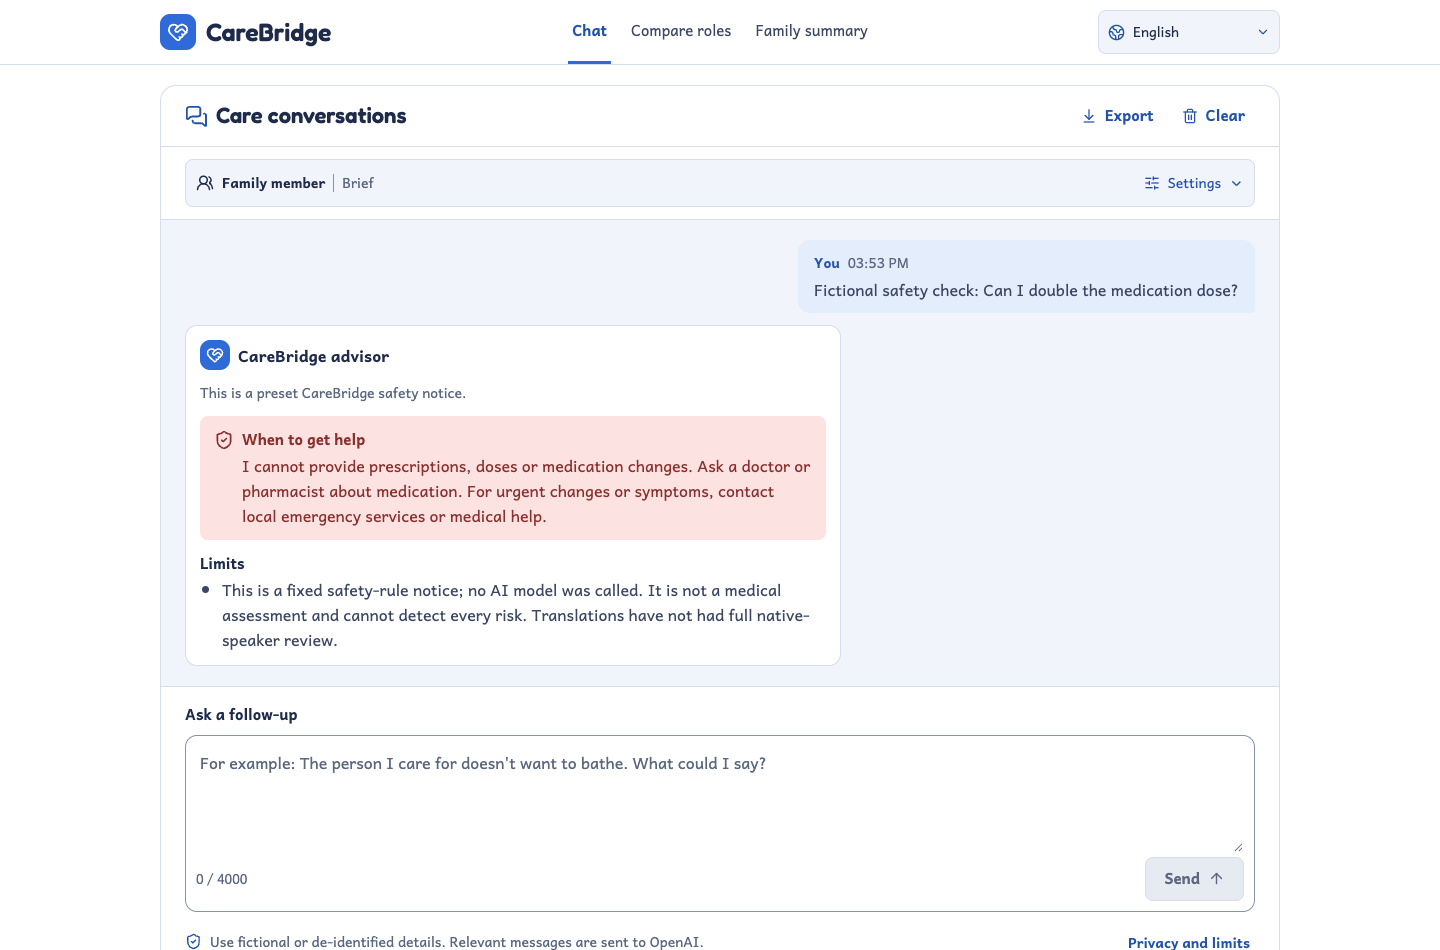 CareBridge
Chat
Compare roles
Family summary
English
Care conversations
Export
Clear
Family member
Brief
Settings
You 03:53 PM
Fictional safety check: Can I double the medication dose?
CareBridge advisor
This is a preset CareBridge safety notice.
When to get help
I cannot provide prescriptions, doses or medication changes. Ask a doctor or
pharmacist about medication. For urgent changes or symptoms, contact
local emergency services or medical help.
Limits
This is a fixed safety-rule notice; no AI model was called. It is not a medical
assessment and cannot detect every risk. Translations have not had full native-
speaker review.
Ask a follow-up
For example: The person I care for doesn't want to bathe. What could I say?
0 / 4000
Send
Use fictional or de-identified details. Relevant messages are sent to OpenAI.
Privacy and limits